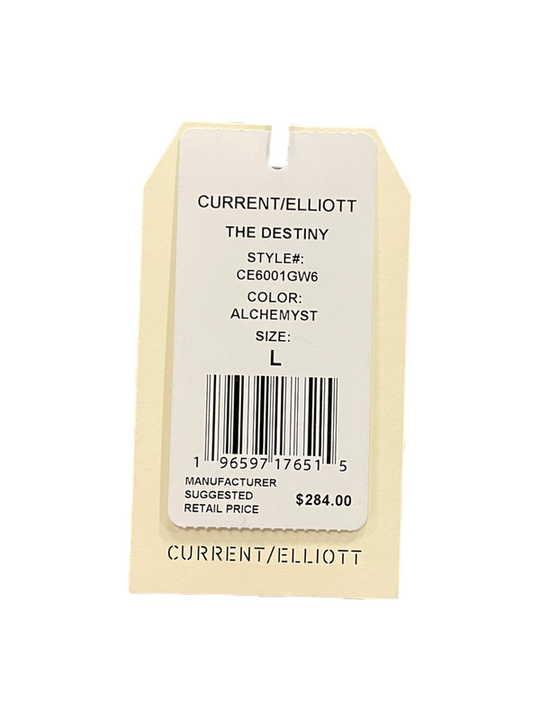 CURRENT/ELLIOTT
THE DESTINY
STYLE#:
CE6001GW6
COLOR:
ALCHEMYST
SIZE:
L
1 96597 17651 5
MANUFACTURER
SUGGESTED
RETAIL PRICE
$284.00
CURRENT/ELLIOTT